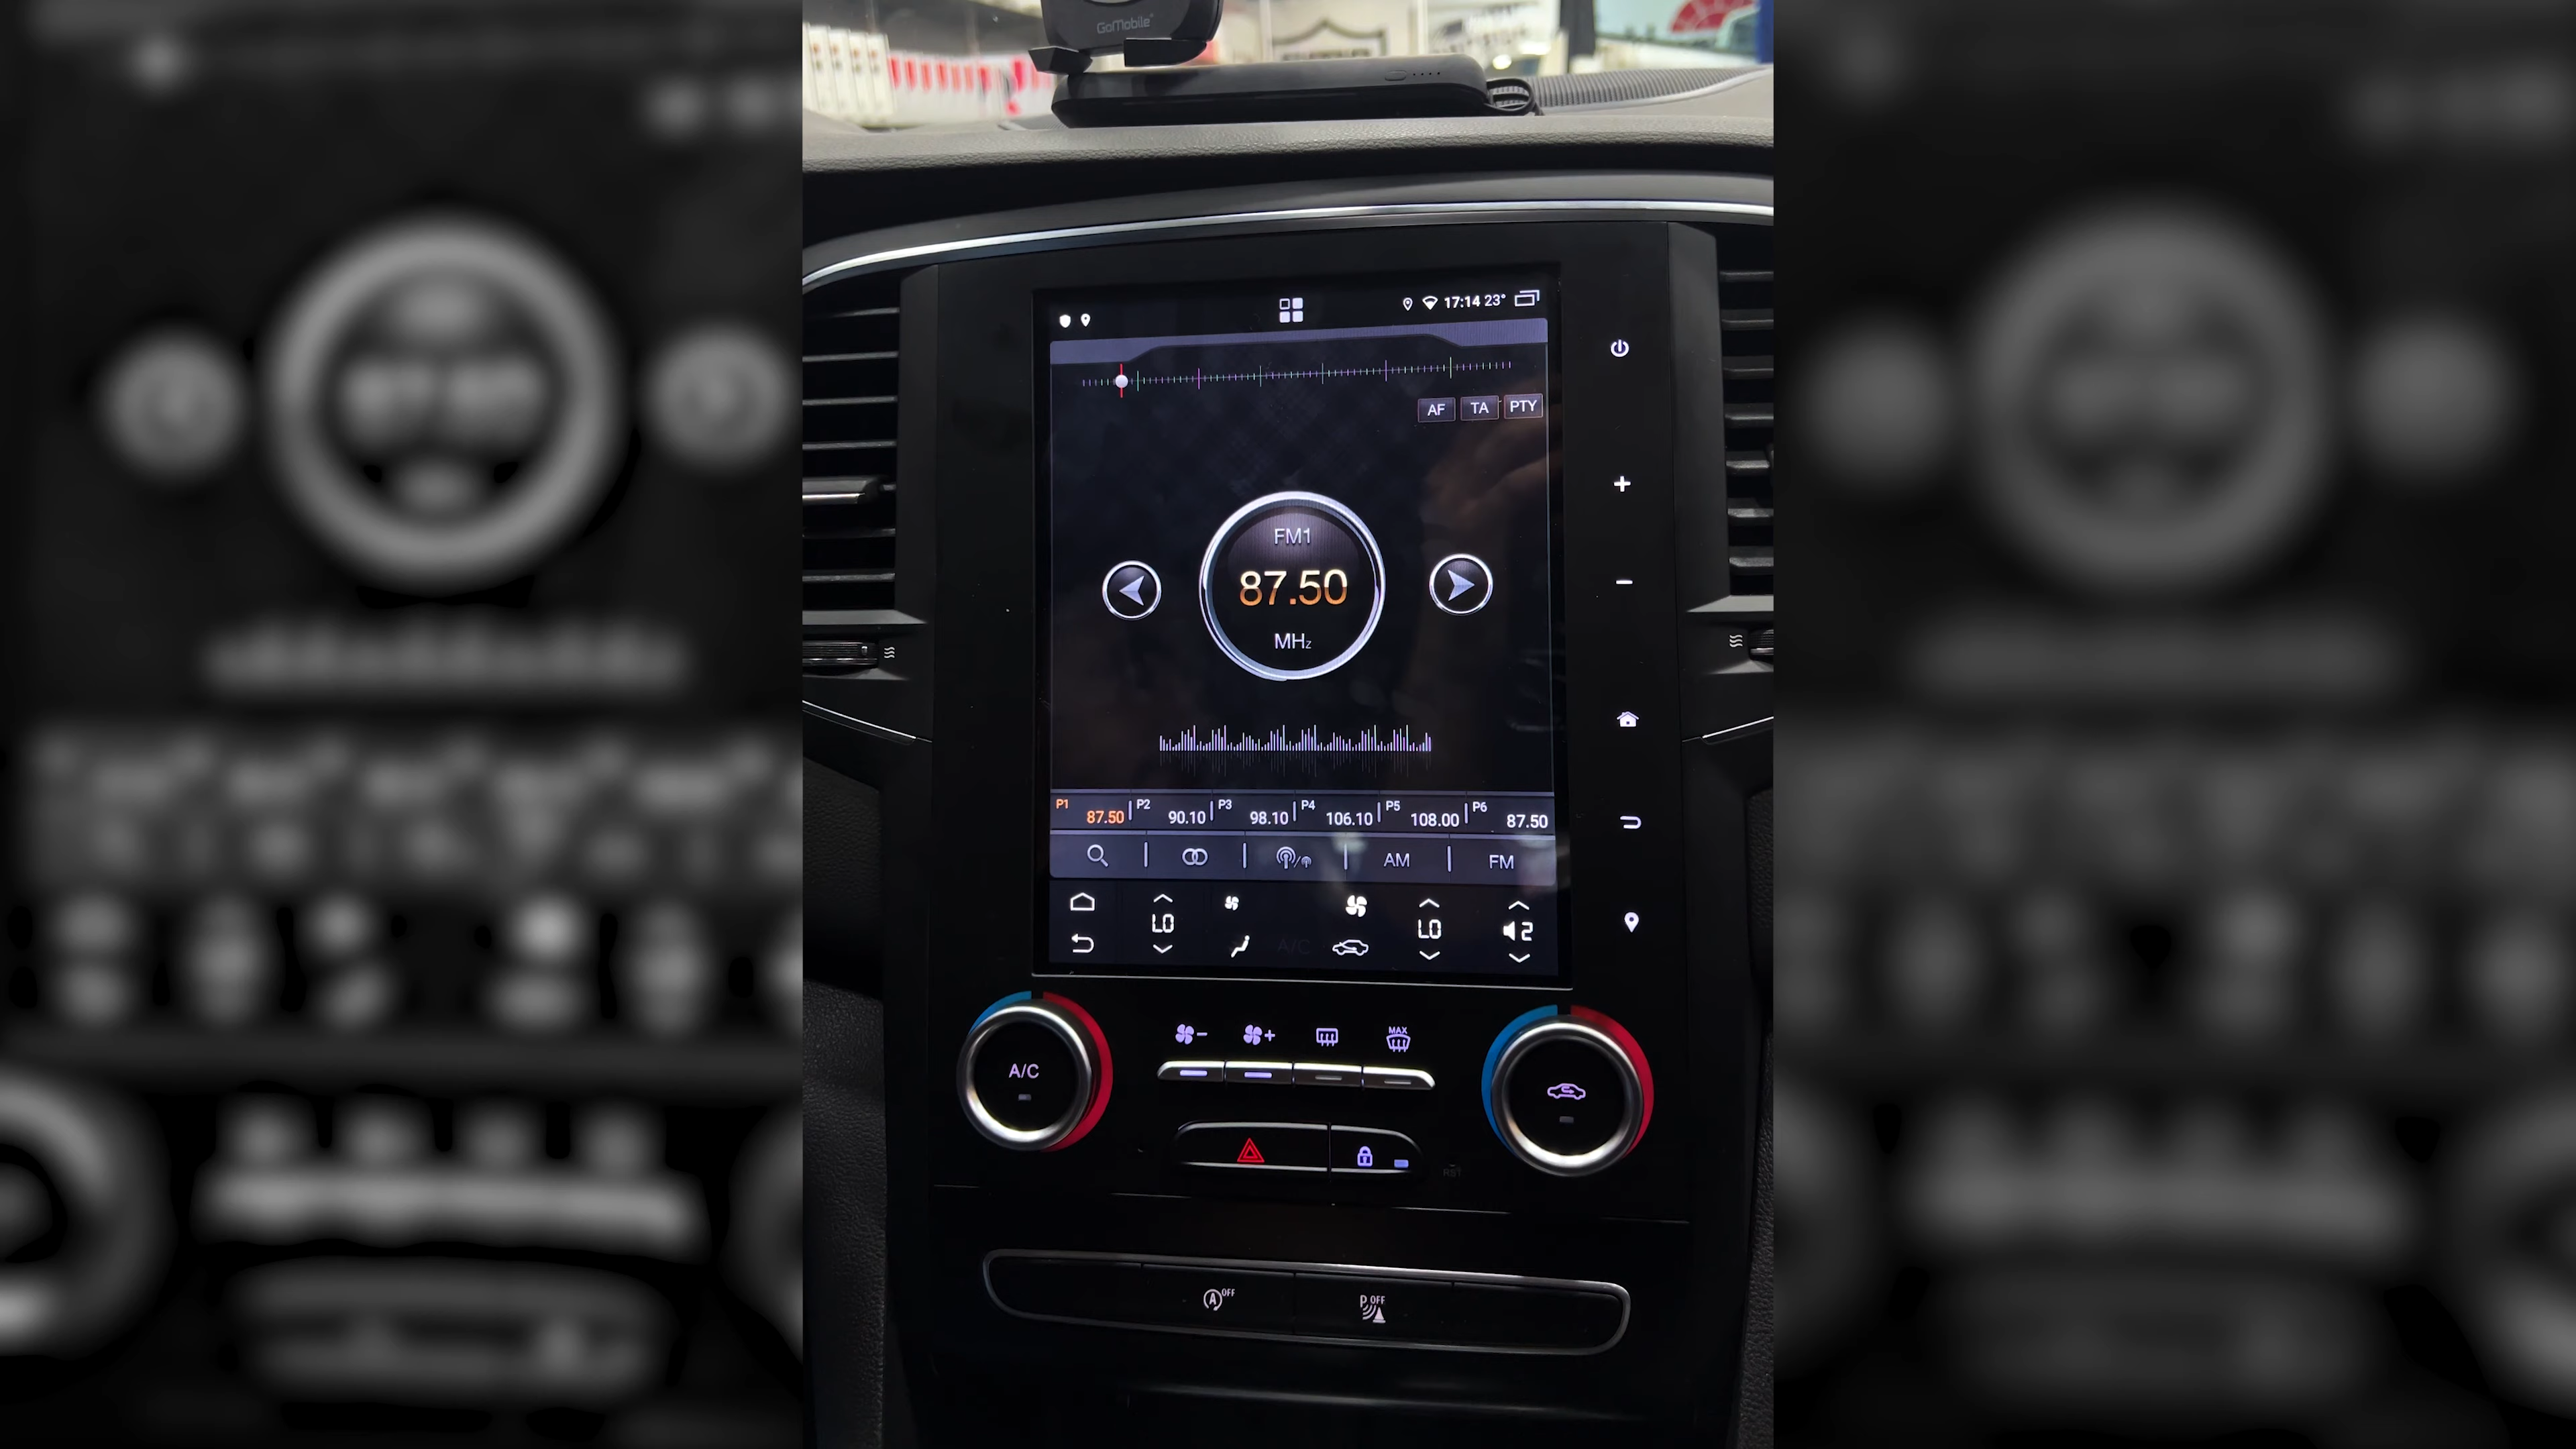 GoMobile
17:14 23°
AF TA PTY
FM1
87.50
MHz
P1 87.50 P2 90.10 P3 98.10 P4 106.10 P5 108.00 P6 87.50
AM FM
LO LO 2
A/C
MAX
A/C
RST
A OFF
P OFF